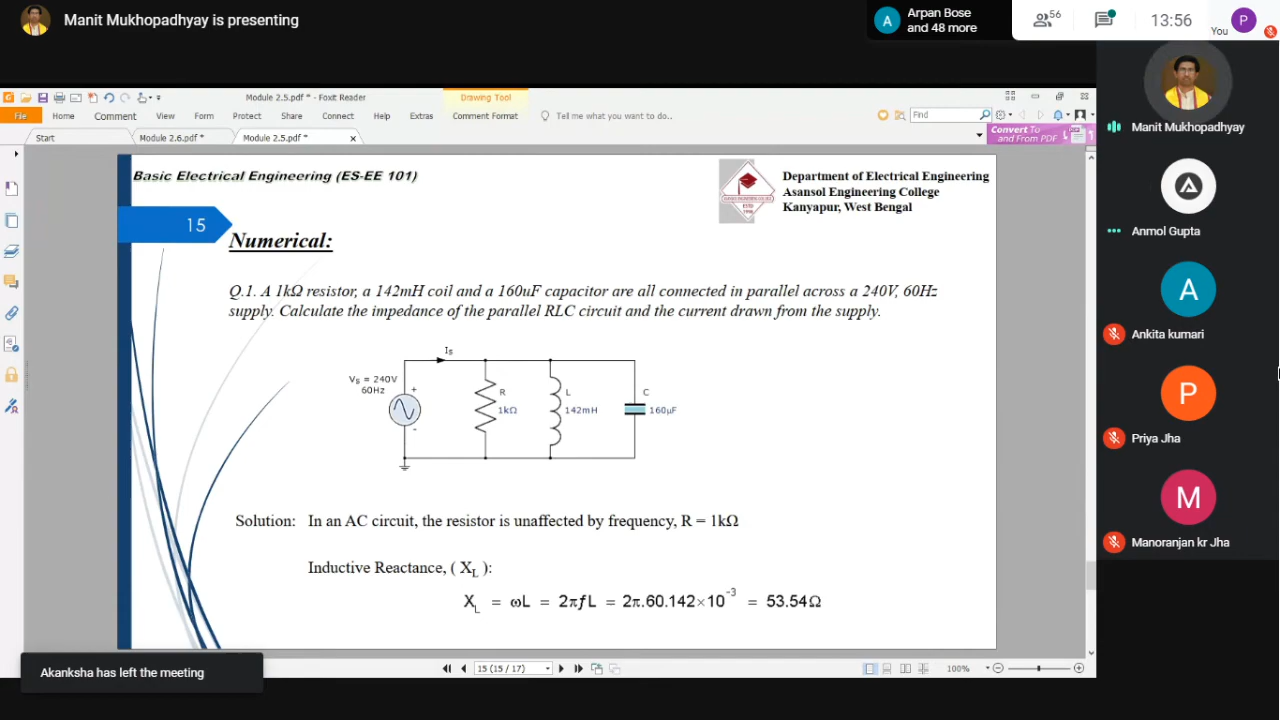 Manit Mukhopadhyay is presenting
A
Arpan Bose
and 48 more
56
13:56
You
P
Module 2.5.pdf * - Foxit Reader
Drawing Tool
File
Home
Comment
View
Form
Protect
Share
Connect
Help
Extras
Comment Format
Tell me what you want to do..
Find
Start
Module 2.6.pdf *
Module 2.5.pdf *
Convert To
and From PDF
Basic Electrical Engineering (ES-EE 101)
Department of Electrical Engineering
Asansol Engineering College
Kanyapur, West Bengal
15
Numerical:
Q.1. A 1kΩ resistor, a 142mH coil and a 160uF capacitor are all connected in parallel across a 240V, 60Hz
supply. Calculate the impedance of the parallel RLC circuit and the current drawn from the supply.
IS
VS = 240V
60Hz
+
-
R
1kΩ
L
142mH
C
160μF
Solution: In an AC circuit, the resistor is unaffected by frequency, R = 1kΩ
Inductive Reactance, ( XL ):
XL = ωL = 2πƒL = 2π.60.142×10⁻³ = 53.54Ω
15 (15 / 17)
100%
Manit Mukhopadhyay
Anmol Gupta
A
Ankita kumari
P
Priya Jha
M
Manoranjan kr Jha
Akanksha has left the meeting